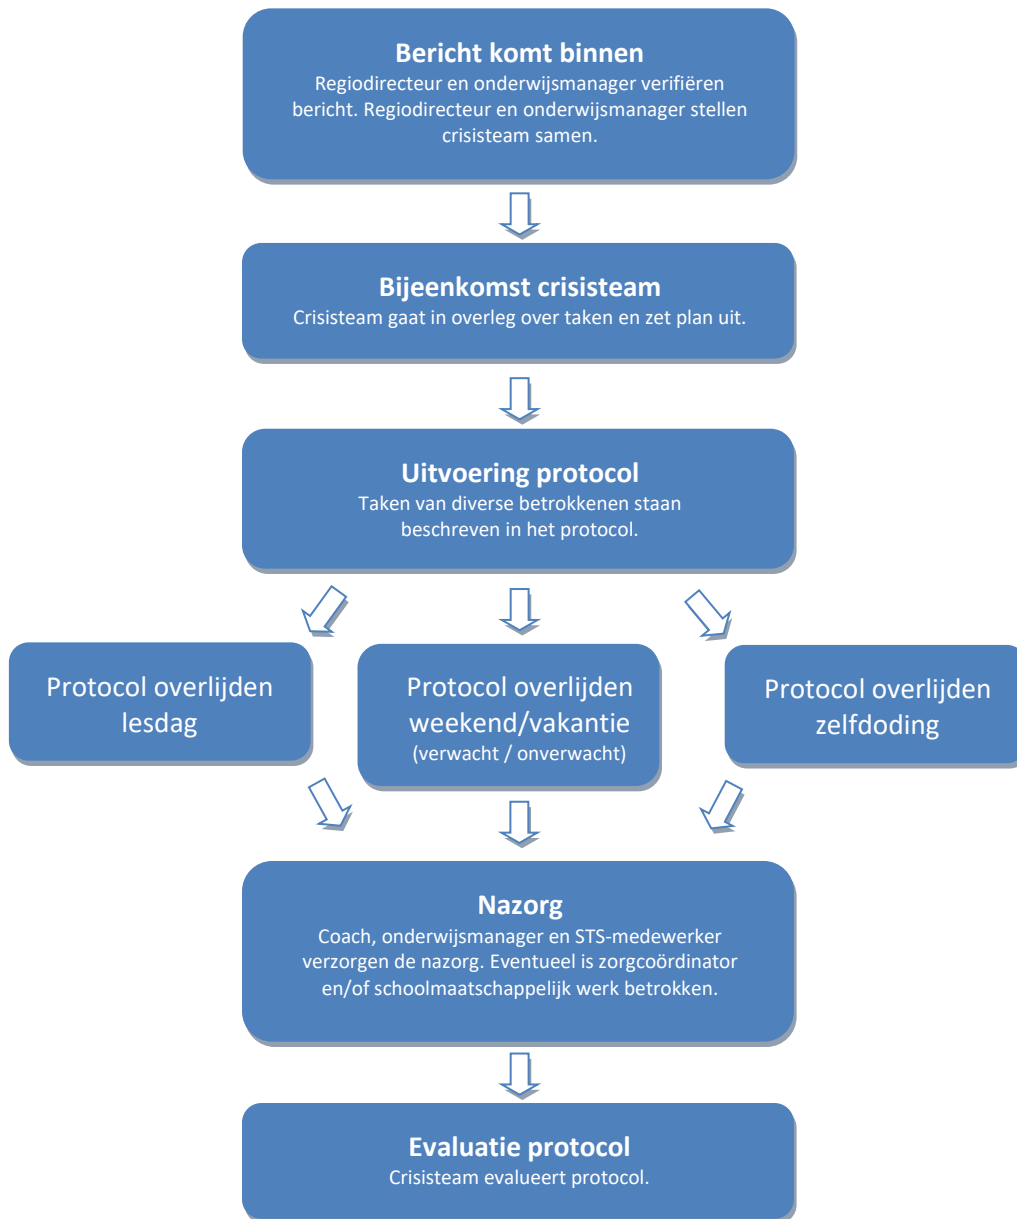 Bericht komt binnen
Regiodirecteur en onderwijsmanager verifiëren
bericht. Regiodirecteur en onderwijsmanager stellen
crisisteam samen.
Bijeenkomst crisisteam
Crisisteam gaat in overleg over taken en zet plan uit.
Uitvoering protocol
Taken van diverse betrokkenen staan
beschreven in het protocol.
Protocol overlijden
lesdag
Protocol overlijden
weekend/vakantie
(verwacht / onverwacht)
Protocol overlijden
zelfdoding
Nazorg
Coach, onderwijsmanager en STS-medewerker
verzorgen de nazorg. Eventueel is zorgcoördinator
en/of schoolmaatschappelijk werk betrokken.
Evaluatie protocol
Crisisteam evalueert protocol.